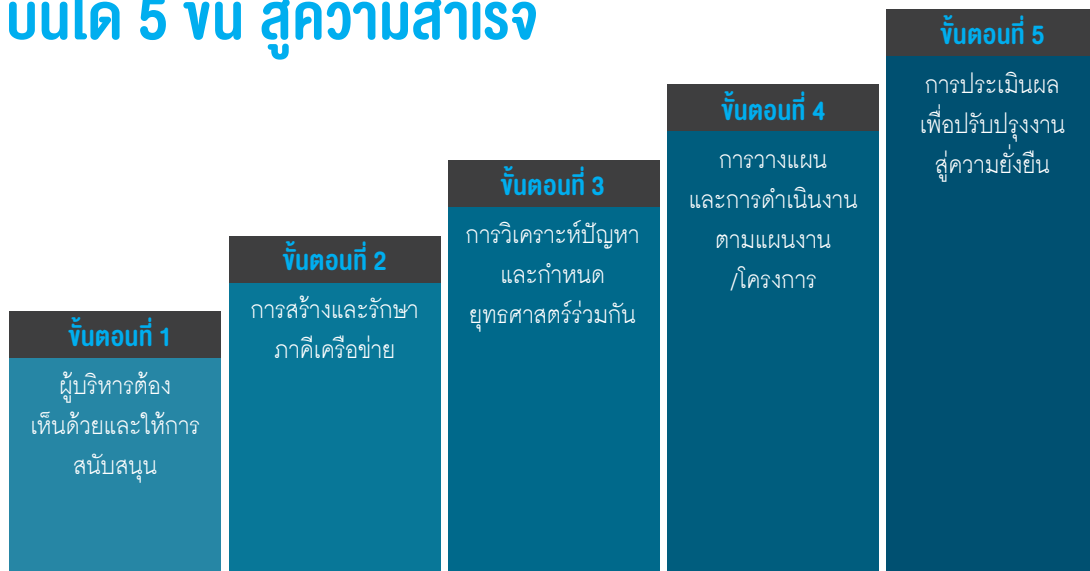 บันได 5 ขั้น สู่ความสำเร็จ
ขั้นตอนที่ 1
ผู้บริหารต้อง
เห็นด้วยและให้การ
สนับสนุน
ขั้นตอนที่ 2
การสร้างและรักษา
ภาคีเครือข่าย
ขั้นตอนที่ 3
การวิเคราะห์ปัญหา
และกำหนด
ยุทธศาสตร์ร่วมกัน
ขั้นตอนที่ 4
การวางแผน
และการดำเนินงาน
ตามแผนงาน
/โครงการ
ขั้นตอนที่ 5
การประเมินผล
เพื่อปรับปรุงงาน
สู่ความยั่งยืน